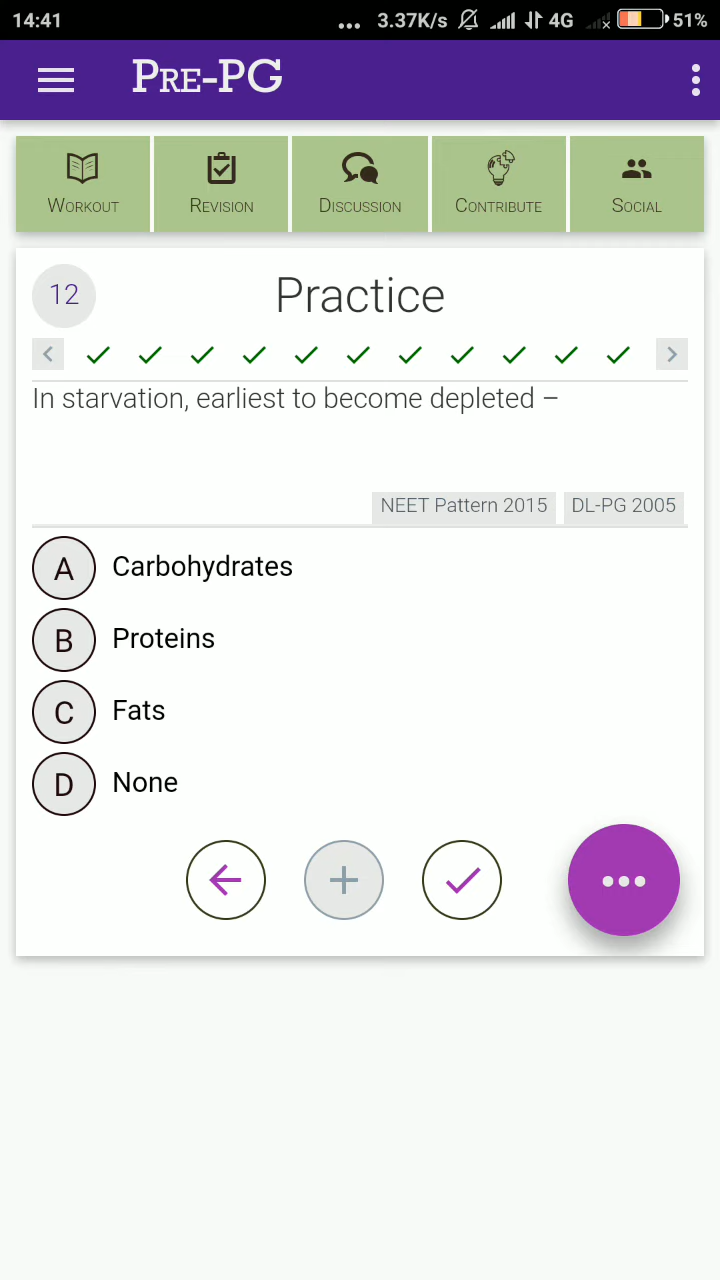 14:41 ... 3.37K/s 4G 51%
Pre-PG
Workout Revision Discussion Contribute Social
12 Practice
In starvation, earliest to become depleted –
NEET Pattern 2015 DL-PG 2005
A Carbohydrates
B Proteins
C Fats
D None